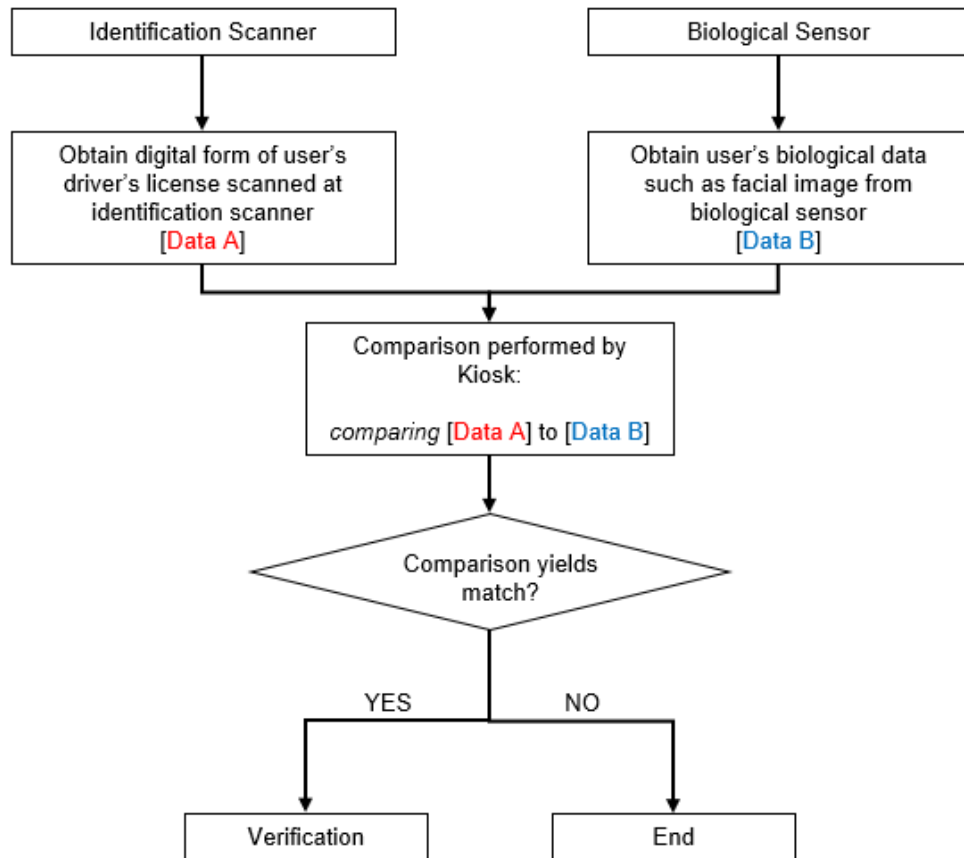 Identification Scanner
Biological Sensor
Obtain digital form of user's
driver's license scanned at
identification scanner
[Data A]
Obtain user's biological data
such as facial image from
biological sensor
[Data B]
Comparison performed by
Kiosk:
comparing [Data A] to [Data B]
Comparison yields
match?
YES
NO
Verification
End